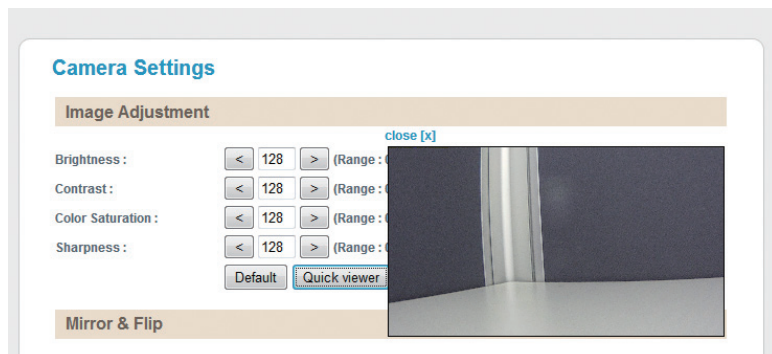 Camera Settings
Image Adjustment
close [x]
Brightness : < 128 > (Range :
Contrast : < 128 > (Range :
Color Saturation : < 128 > (Range :
Sharpness : < 128 > (Range :
Default Quick viewer
Mirror & Flip